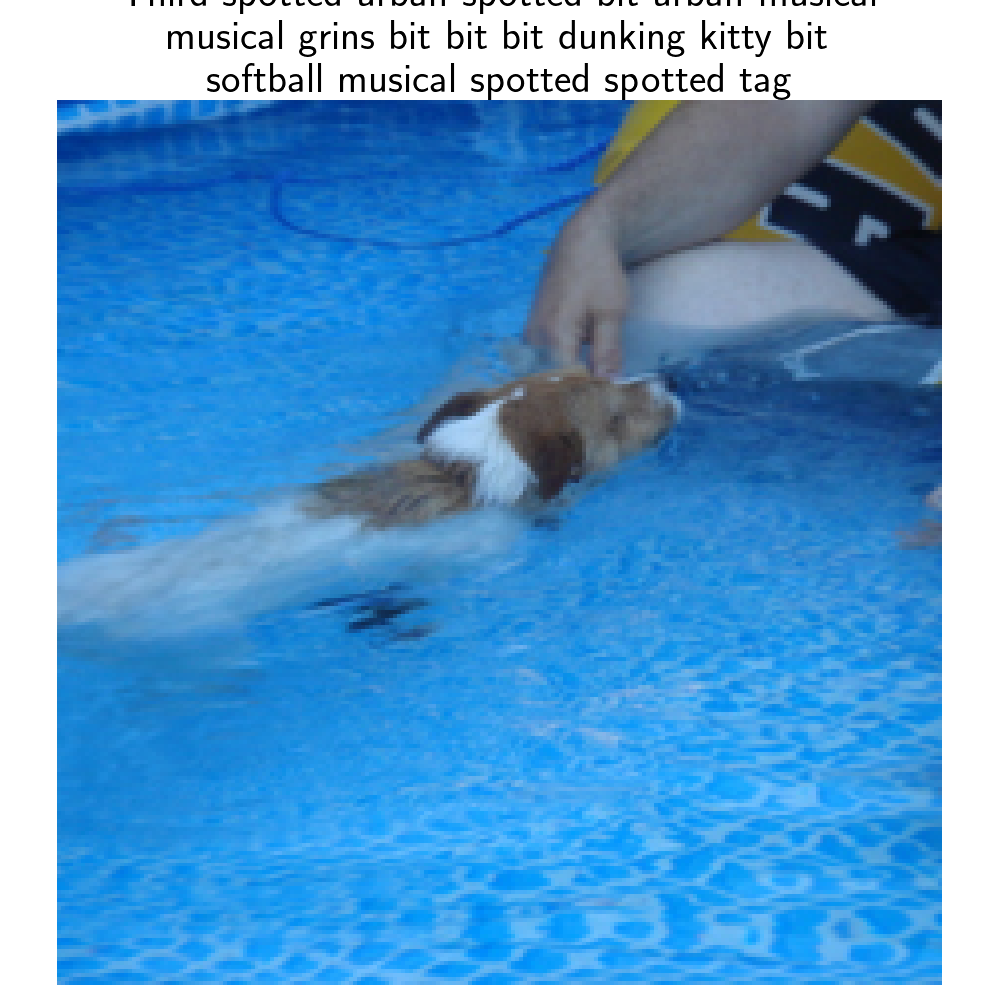 Third spotted urban spotted bit urban musical
musical grins bit bit bit dunking kitty bit
softball musical spotted spotted tag